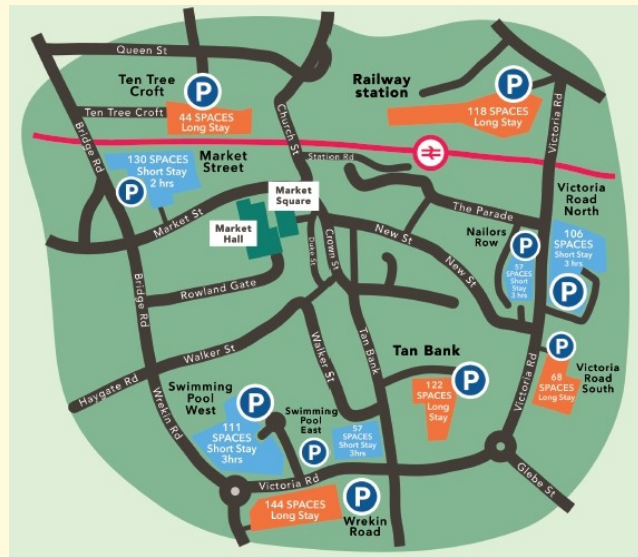 Queen St
Ten Tree
Croft
P
Ten Tree Croft
44 SPACES
Long Stay
Bridge Rd
Church St
Railway
station
P
118 SPACES
Long Stay
Victoria Rd
130 SPACES
Short Stay
2 hrs
P
Market
Street
Station Rd
Market
Square
Market
Hall
Market St
The Parade
Victoria
Road
North
106
SPACES
Short Stay
3 hrs
P
Nailors
Row
P
57
SPACES
Short
Stay
3 hrs
New St
New St
Duke St
Crown St
Rowland Gate
Bridge Rd
Walker St
Walker St
Tan Bank
Haygate Rd
Wrekin Rd
Tan Bank
P
122
SPACES
Long
Stay
Victoria Rd
P
68
SPACES
Long Stay
Victoria
Road
South
Swimming
Pool
West
P
111
SPACES
Short Stay
3hrs
Swimming
Pool
East
P
57
SPACES
Short Stay
3hrs
Victoria Rd
Glebe St
144 SPACES
Long Stay
P
Wrekin
Road